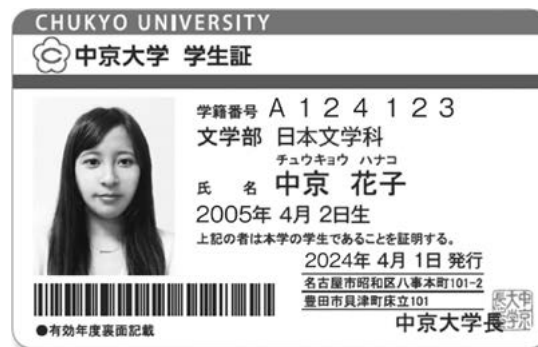 CHUKYO UNIVERSITY
中京大学 学生証
学籍番号 A124123
文学部 日本文学科
チュウキョウ ハナコ
氏 名 中京 花子
2005年 4月 2日生
上記の者は本学の学生であることを証明する。
2024年 4月 1日 発行
名古屋市昭和区八事本町101-2
豊田市貝津町床立101
中京大学長
●有効年度裏面記載